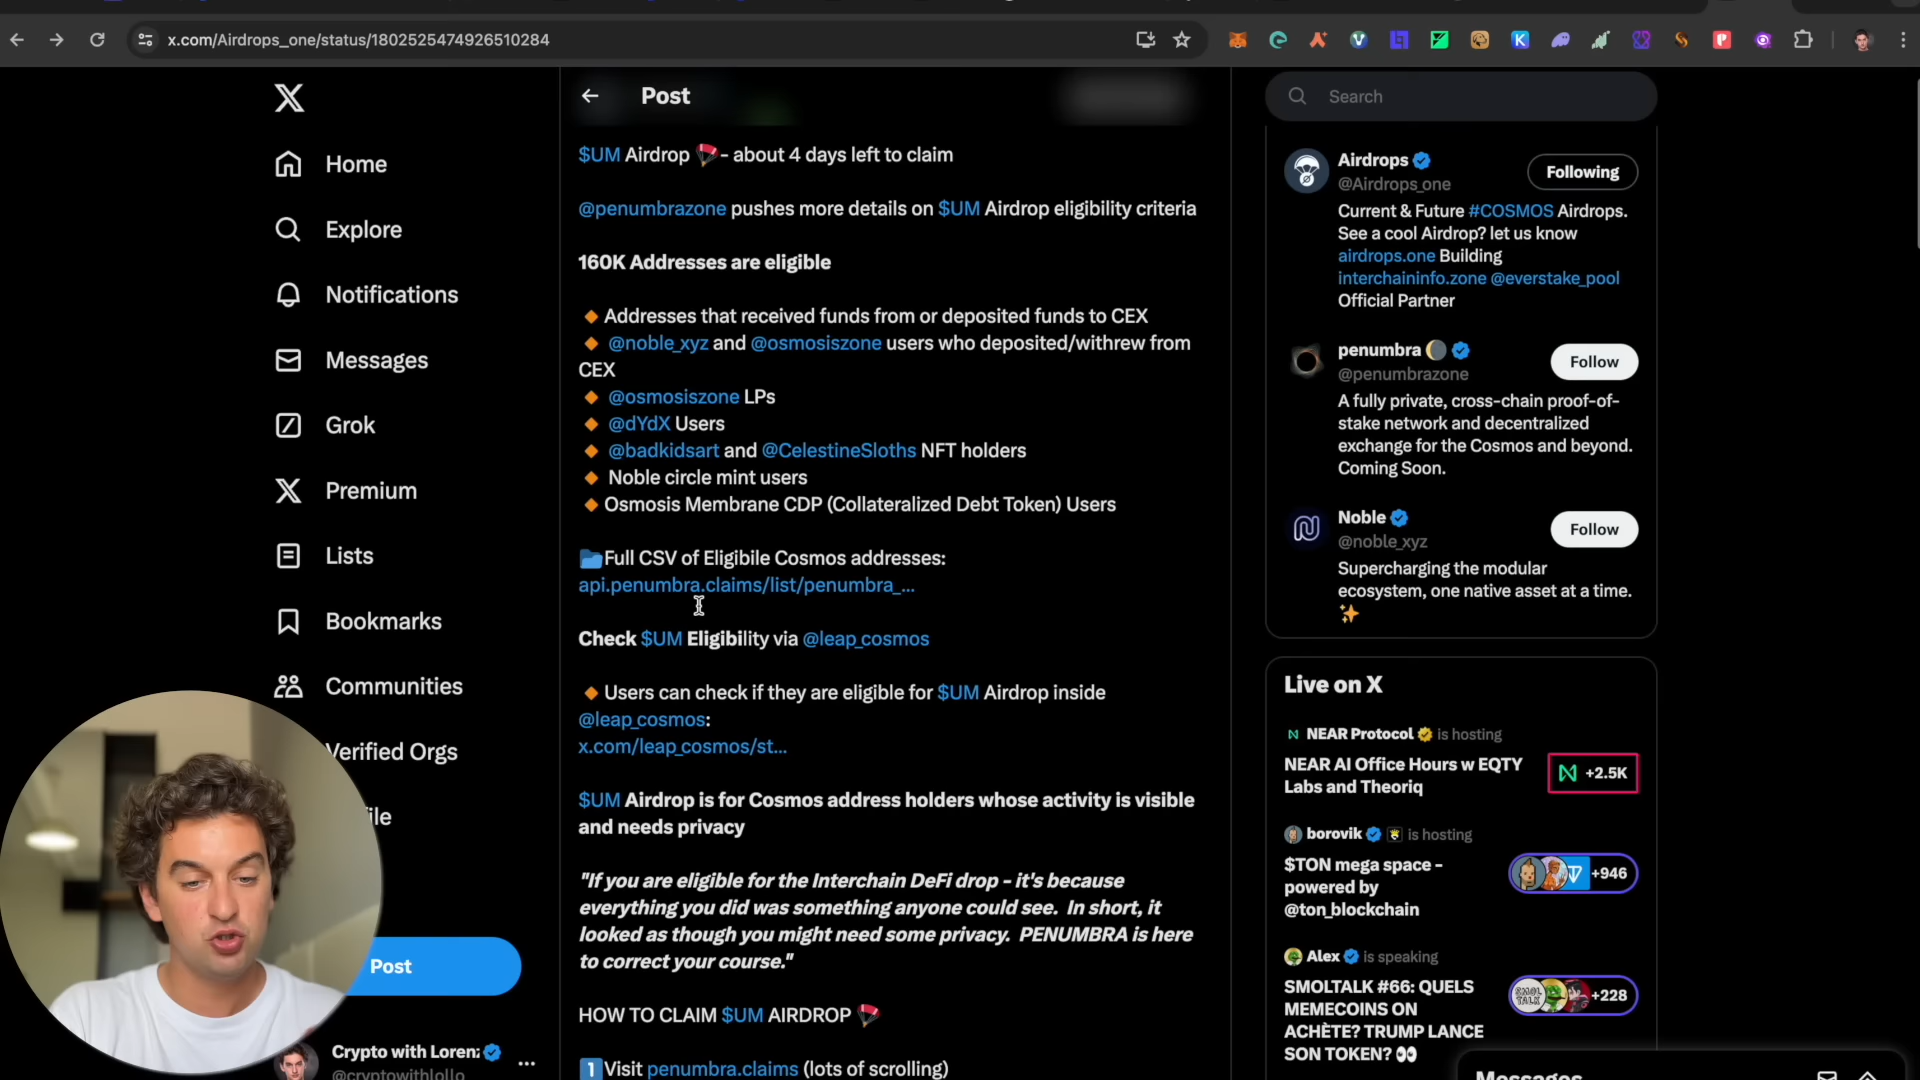 x.com/Airdrops_one/status/1802525474926510284
Post
Search
Home
Explore
Notifications
Messages
Grok
Premium
Lists
Bookmarks
Communities
Verified Orgs
file
Post
Crypto with Loren
@cryptowithlollo
$UM Airdrop - about 4 days left to claim
@penumbrazone pushes more details on $UM Airdrop eligibility criteria
160K Addresses are eligible
Addresses that received funds from or deposited funds to CEX
@noble_xyz and @osmosiszone users who deposited/withrew from
CEX
@osmosiszone LPs
@dYdX Users
@badkidsart and @CelestineSloths NFT holders
Noble circle mint users
Osmosis Membrane CDP (Collateralized Debt Token) Users
Full CSV of Eligibile Cosmos addresses:
api.penumbra.claims/list/penumbra_...
Check $UM Eligibility via @leap_cosmos
Users can check if they are eligible for $UM Airdrop inside
@leap_cosmos:
x.com/leap_cosmos/st...
$UM Airdrop is for Cosmos address holders whose activity is visible
and needs privacy
"If you are eligible for the Interchain DeFi drop - it's because
everything you did was something anyone could see. In short, it
looked as though you might need some privacy. PENUMBRA is here
to correct your course."
HOW TO CLAIM $UM AIRDROP
1 Visit penumbra.claims (lots of scrolling)
Airdrops
@Airdrops_one
Following
Current & Future #COSMOS Airdrops.
See a cool Airdrop? let us know
airdrops.one Building
interchaininfo.zone @everstake_pool
Official Partner
penumbra
@penumbrazone
Follow
A fully private, cross-chain proof-of-
stake network and decentralized
exchange for the Cosmos and beyond.
Coming Soon.
Noble
@noble_xyz
Follow
Supercharging the modular
ecosystem, one native asset at a time.
Live on X
NEAR Protocol is hosting
NEAR AI Office Hours w EQTY
Labs and Theoriq
+2.5K
borovik is hosting
$TON mega space -
powered by
@ton_blockchain
+946
Alex is speaking
SMOLTALK #66: QUELS
MEMECOINS ON
ACHÈTE? TRUMP LANCE
SON TOKEN?
+228
Messages